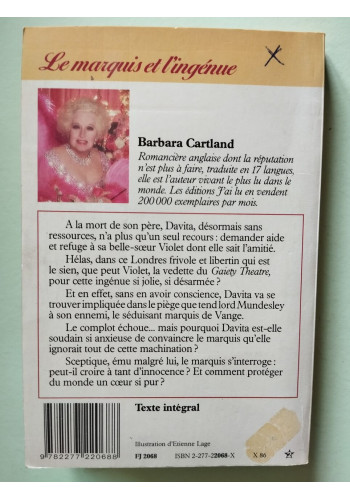 Le marquis et l'ingénue
Barbara Cartland
Romancière anglaise dont la réputation
n'est plus à faire, traduite en 17 langues,
elle est l'auteur vivant le plus lu dans le
monde. Les éditions J'ai lu en vendent
200 000 exemplaires par mois.
A la mort de son père, Davita, désormais sans
ressources, n'a plus qu'un seul recours : demander aide
et refuge à sa belle-sœur Violet dont elle sait l'amitié.
Hélas, dans ce Londres frivole et libertin qui est
le sien, que peut Violet, la vedette du Gaiety Theatre,
pour cette ingénue si jolie, si désarmée ?
Et en effet, sans en avoir conscience, Davita va se
trouver impliquée dans le piège que tend lord Mundesley
à son ennemi, le séduisant marquis de Vange.
Le complot échoue... mais pourquoi Davita est-elle
soudain si anxieuse de convaincre le marquis qu'elle
ignorait tout de cette machination ?
Sceptique, ému malgré lui, le marquis s'interroge :
peut-il croire à tant d'innocence ? Et comment protéger
du monde un cœur si pur ?
Texte intégral
Illustration d'Etienne Lage
9 782277 220688
FJ 2068 ISBN 2-277-22068-X X 86